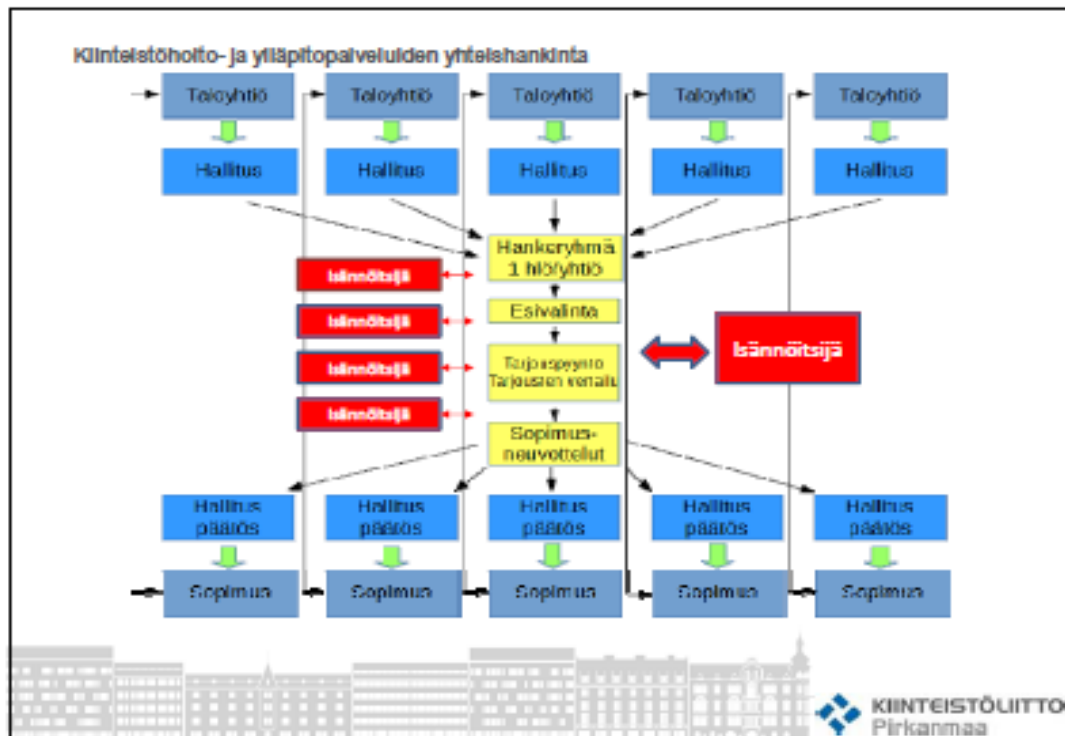 Kiinteistöhoito- ja ylläpitopalveluiden yhteishankinta
Taloyhtiö Taloyhtiö Taloyhtiö Taloyhtiö Taloyhtiö
Hallitus Hallitus Hallitus Hallitus Hallitus
Hankeryhmä
1 hlö/yhtiö
Isännöitsijä
Esivalinta
Isännöitsijä
Tarjouspyyntö
Tarjousten vertailu
Isännöitsijä
Isännöitsijä
Isännöitsijä
Sopimus-
neuvottelut
Hallitus Hallitus Hallitus Hallitus Hallitus
päätös päätös päätös päätös päätös
Sopimus Sopimus Sopimus Sopimus Sopimus
KIINTEISTÖLIITTO
Pirkanmaa